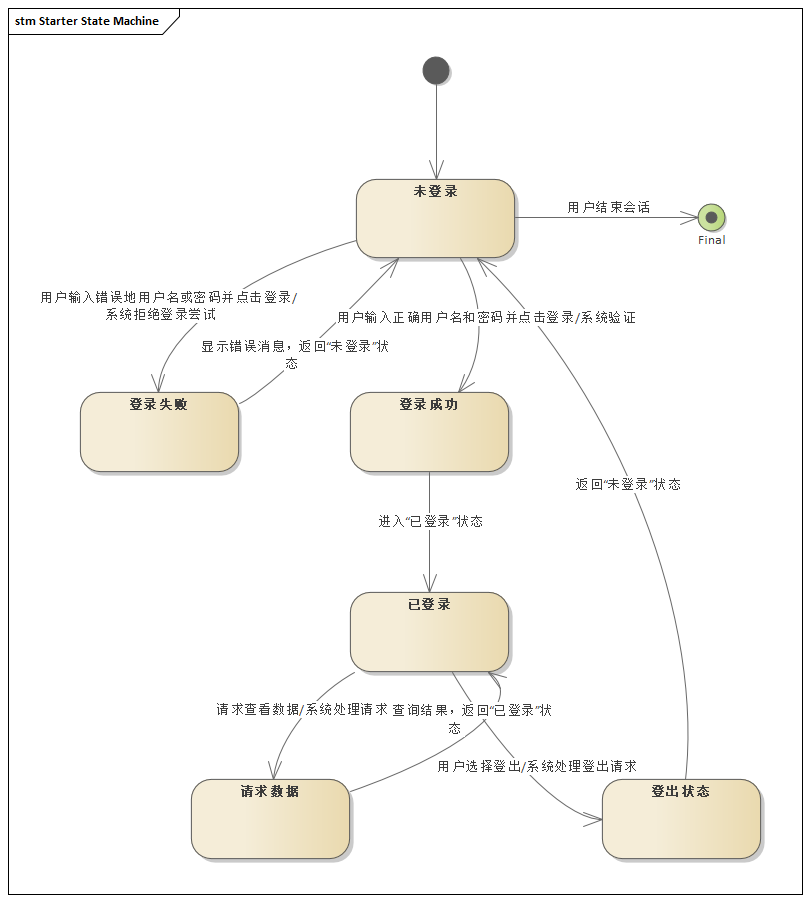 stm Starter State Machine
未登录
用户结束会话
Final
用户输入错误地用户名或密码并点击登录/
系统拒绝登录尝试
用户输入正确用户名和密码并点击登录/系统验证
显示错误消息，返回“未登录”状
态
登录失败
登录成功
返回“未登录”状态
进入“已登录”状态
已登录
请求查看数据/系统处理请求
查询结果，返回“已登录”状
态
用户选择登出/系统处理登出请求
请求数据
登出状态